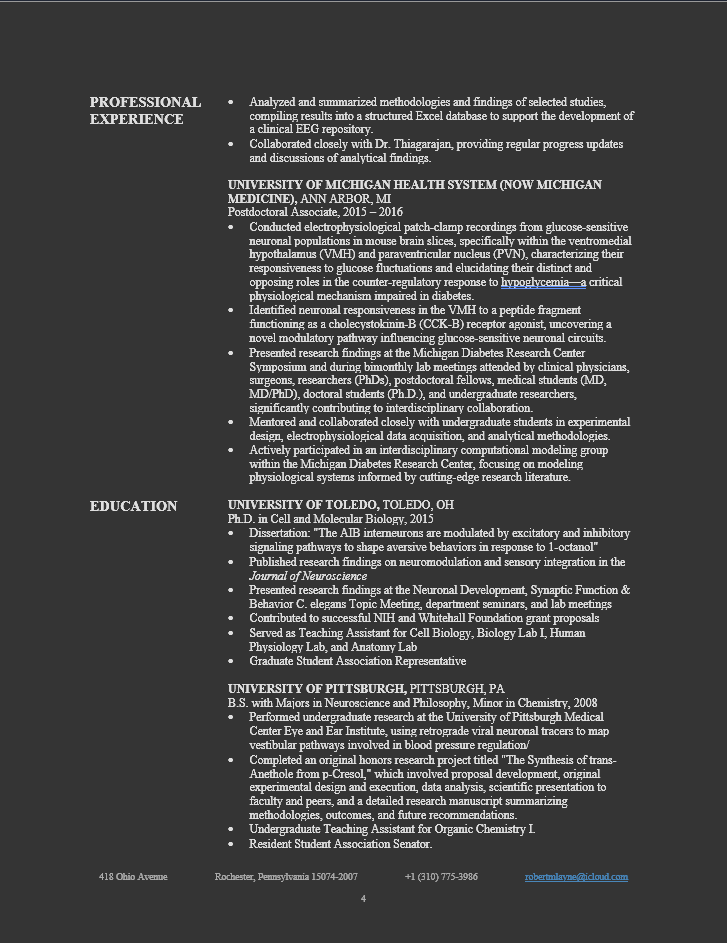 PROFESSIONAL
EXPERIENCE
• Analyzed and summarized methodologies and findings of selected studies,
compiling results into a structured Excel database to support the development of
a clinical EEG repository.
• Collaborated closely with Dr. Thiagarajan, providing regular progress updates
and discussions of analytical findings.
UNIVERSITY OF MICHIGAN HEALTH SYSTEM (NOW MICHIGAN
MEDICINE), ANN ARBOR, MI
Postdoctoral Associate, 2015 – 2016
• Conducted electrophysiological patch-clamp recordings from glucose-sensitive
neuronal populations in mouse brain slices, specifically within the ventromedial
hypothalamus (VMH) and paraventricular nucleus (PVN), characterizing their
responsiveness to glucose fluctuations and elucidating their distinct and
opposing roles in the counter-regulatory response to hypoglycemia—a critical
physiological mechanism impaired in diabetes.
• Identified neuronal responsiveness in the VMH to a peptide fragment
functioning as a cholecystokinin-B (CCK-B) receptor agonist, uncovering a
novel modulatory pathway influencing glucose-sensitive neuronal circuits.
• Presented research findings at the Michigan Diabetes Research Center
Symposium and during bimonthly lab meetings attended by clinical physicians,
surgeons, researchers (PhDs), postdoctoral fellows, medical students (MD,
MD/PhD), doctoral students (Ph.D.), and undergraduate researchers,
significantly contributing to interdisciplinary collaboration.
• Mentored and collaborated closely with undergraduate students in experimental
design, electrophysiological data acquisition, and analytical methodologies.
• Actively participated in an interdisciplinary computational modeling group
within the Michigan Diabetes Research Center, focusing on modeling
physiological systems informed by cutting-edge research literature.
EDUCATION
UNIVERSITY OF TOLEDO, TOLEDO, OH
Ph.D. in Cell and Molecular Biology, 2015
• Dissertation: "The AIB interneurons are modulated by excitatory and inhibitory
signaling pathways to shape aversive behaviors in response to 1-octanol"
• Published research findings on neuromodulation and sensory integration in the
Journal of Neuroscience
• Presented research findings at the Neuronal Development, Synaptic Function &
Behavior C. elegans Topic Meeting, department seminars, and lab meetings
• Contributed to successful NIH and Whitehall Foundation grant proposals
• Served as Teaching Assistant for Cell Biology, Biology Lab I, Human
Physiology Lab, and Anatomy Lab
• Graduate Student Association Representative
UNIVERSITY OF PITTSBURGH, PITTSBURGH, PA
B.S. with Majors in Neuroscience and Philosophy, Minor in Chemistry, 2008
• Performed undergraduate research at the University of Pittsburgh Medical
Center Eye and Ear Institute, using retrograde viral neuronal tracers to map
vestibular pathways involved in blood pressure regulation/
• Completed an original honors research project titled "The Synthesis of trans-
Anethole from p-Cresol," which involved proposal development, original
experimental design and execution, data analysis, scientific presentation to
faculty and peers, and a detailed research manuscript summarizing
methodologies, outcomes, and future recommendations.
• Undergraduate Teaching Assistant for Organic Chemistry I.
• Resident Student Association Senator.
418 Ohio Avenue Rochester, Pennsylvania 15074-2007 +1 (310) 775-3986 robertmlayne@icloud.com
4